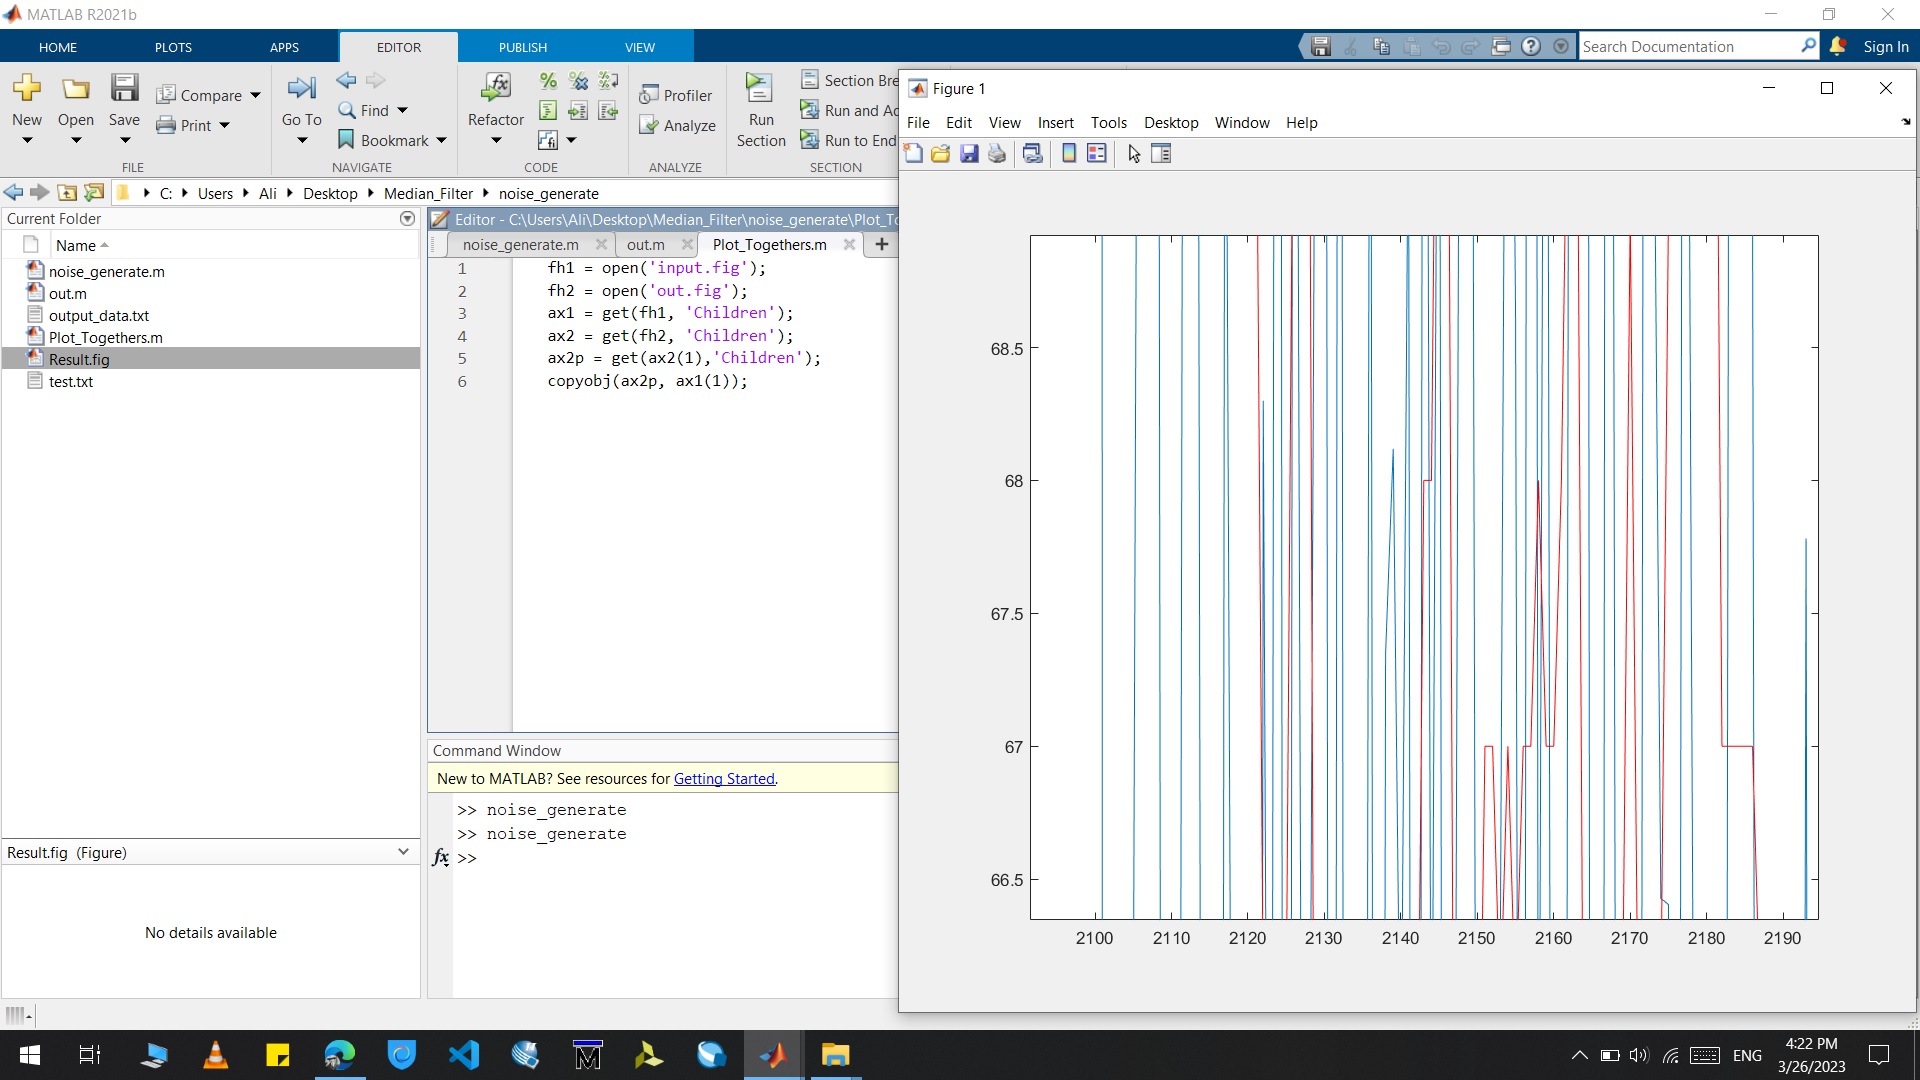 MATLAB R2021b
HOME PLOTS APPS EDITOR PUBLISH VIEW
Search Documentation
Sign In
New
Open
Save
Compare
Print
FILE
Go To
Find
Bookmark
NAVIGATE
Refactor
CODE
Profiler
Analyze
ANALYZE
Run
Section
Section Bre
Run and Ad
Run to End
SECTION
C: Users Ali Desktop Median_Filter noise_generate
Current Folder
Name
noise_generate.m
out.m
output_data.txt
Plot_Togethers.m
Result.fig
test.txt
Result.fig (Figure)
No details available
Editor - C:\Users\Ali\Desktop\Median_Filter\noise_generate\Plot_To
noise_generate.m out.m Plot_Togethers.m
1 fh1 = open('input.fig');
2 fh2 = open('out.fig');
3 ax1 = get(fh1, 'Children');
4 ax2 = get(fh2, 'Children');
5 ax2p = get(ax2(1),'Children');
6 copyobj(ax2p, ax1(1));
Command Window
New to MATLAB? See resources for Getting Started.
>> noise_generate
>> noise_generate
fx >>
Figure 1
File Edit View Insert Tools Desktop Window Help
68.5
68
67.5
67
66.5
2100 2110 2120 2130 2140 2150 2160 2170 2180 2190
ENG
4:22 PM
3/26/2023